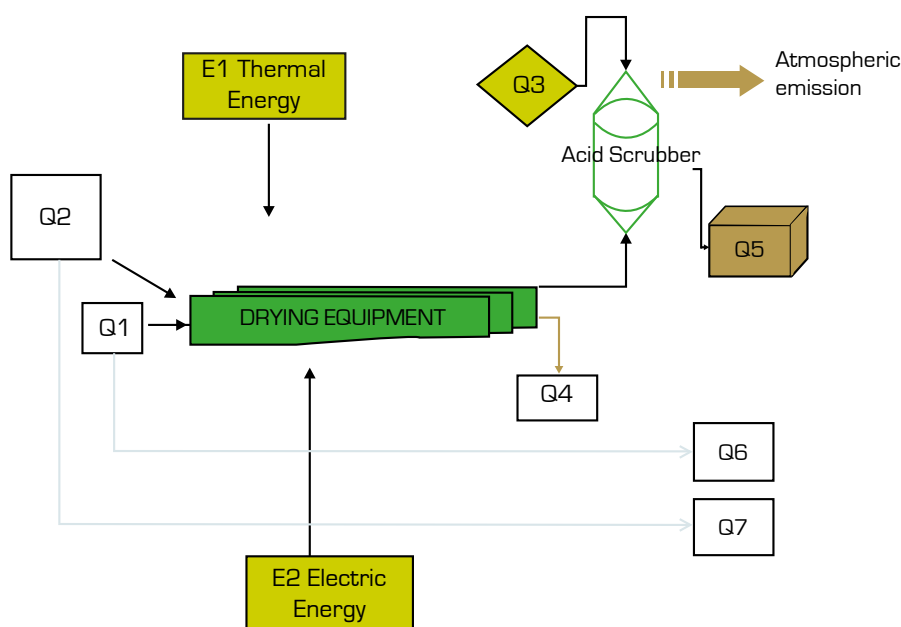 E1 Thermal
Energy
Q3
Atmospheric
emission
Acid Scrubber
Q2
Q5
Q1
DRYING EQUIPMENT
Q4
Q6
Q7
E2 Electric
Energy